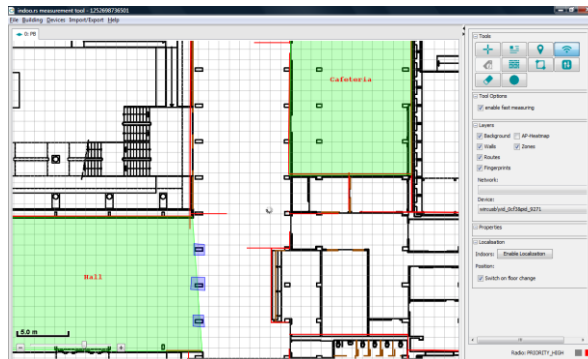 indoo.rs measurement tool - 1252698736501
File Building Devices Import/Export Help
0: PB
Cafeteria
Hall
5.0 m
Tools
Tool Options
enable fast measuring
Layers
Background
AP-Heatmap
Walls
Zones
Routes
Fingerprints
Network:
Device:
Properties
Localisation
Indoors:
Enable Localisation
Position:
Switch on floor change
Radio: PRIORITY_HIGH